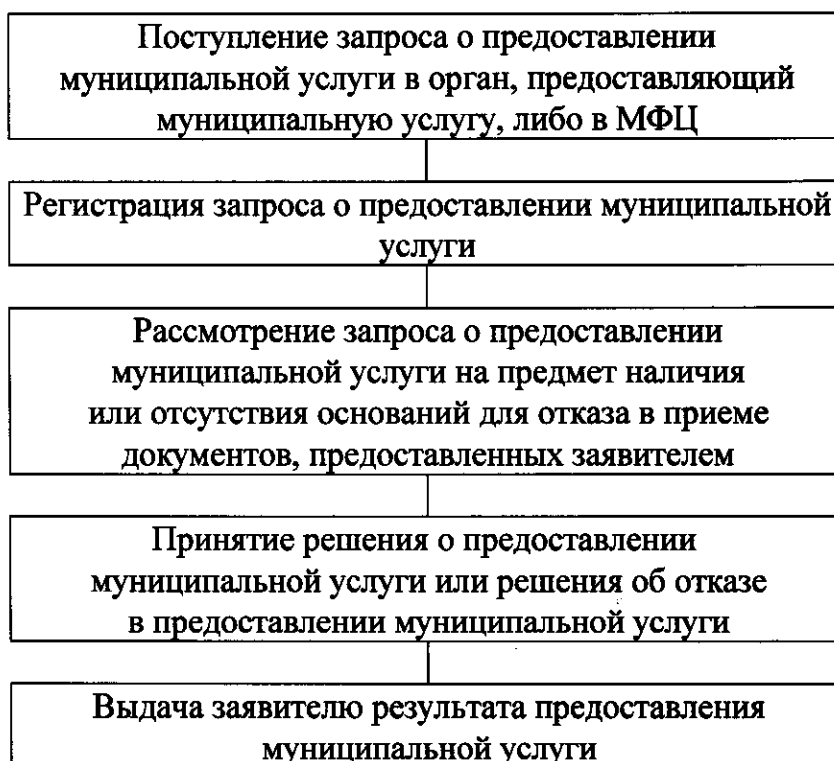 Поступление запроса о предоставлении
муниципальной услуги в орган, предоставляющий
муниципальную услугу, либо в МФЦ
Регистрация запроса о предоставлении муниципальной
услуги
Рассмотрение запроса о предоставлении
муниципальной услуги на предмет наличия
или отсутствия оснований для отказа в приеме
документов, предоставленных заявителем
Принятие решения о предоставлении
муниципальной услуги или решения об отказе
в предоставлении муниципальной услуги
Выдача заявителю результата предоставления
муниципальной услуги